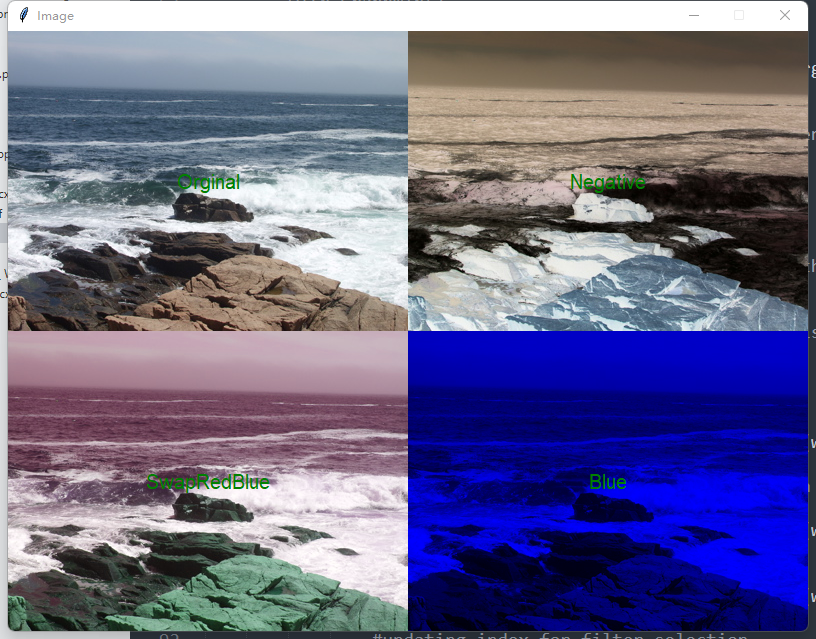 Image
Orginal
Negative
SwapRedBlue
Blue
#updating index for filter selection